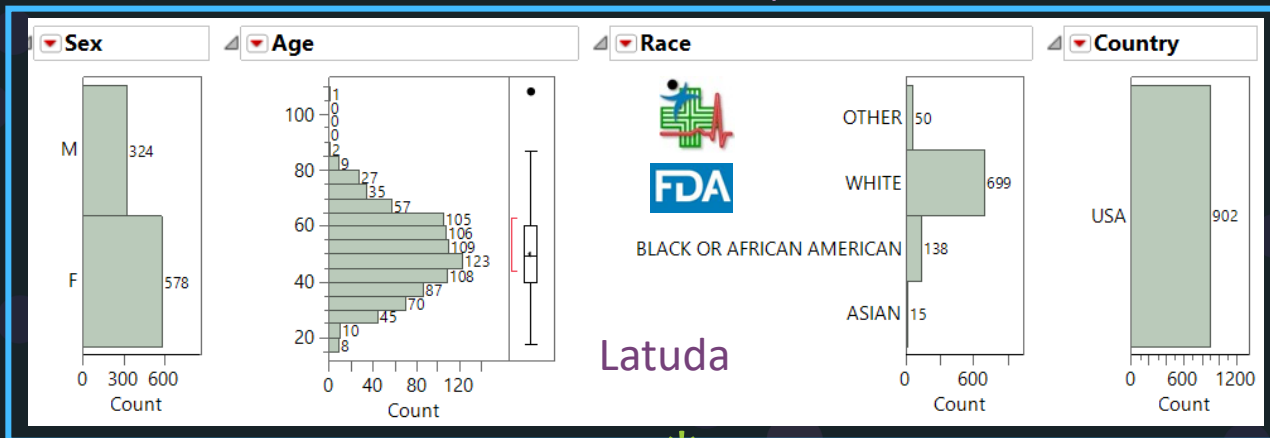 Sex
M
324
F
578
0 300 600
Count
Age
100
80
60
40
20
1
0
0
0
2
9
27
35
57
105
106
109
123
108
87
70
45
10
8
0 40 80 120
Count
Race
FDA
Latuda
OTHER 50
WHITE 699
BLACK OR AFRICAN AMERICAN 138
ASIAN 15
0 600
Count
Country
USA 902
0 600 1200
Count